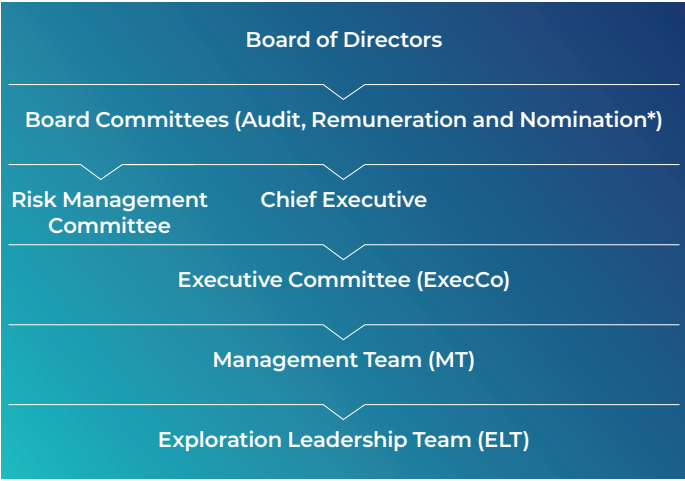 Board of Directors
Board Committees (Audit, Remuneration and Nomination*)
Risk Management
Committee
Chief Executive
Executive Committee (ExecCo)
Management Team (MT)
Exploration Leadership Team (ELT)